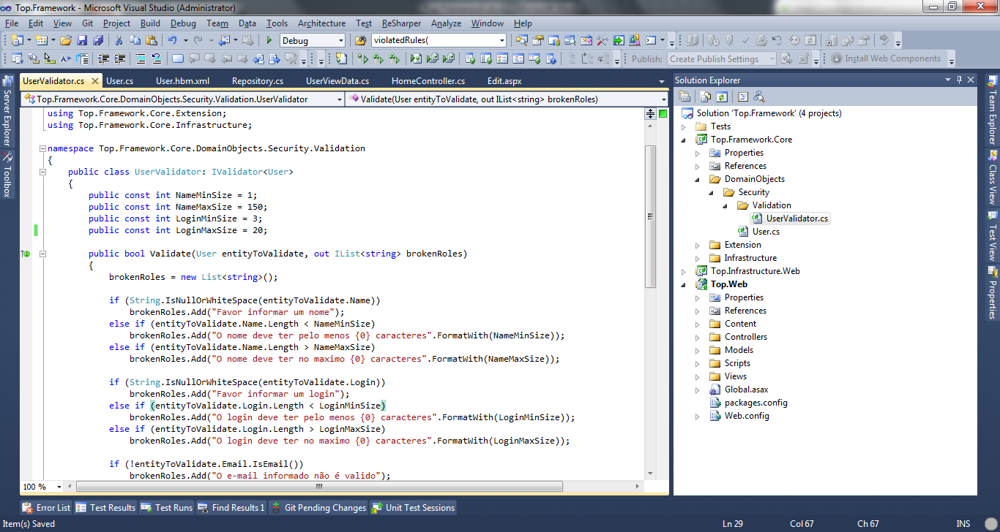 Top.Framework - Microsoft Visual Studio (Administrator)
File Edit View Git Project Build Debug Team Data Tools Architecture Test ReSharper Analyze Window Help
Debug violatedRules(
Publish: Create Publish Settings Install Web Components
UserValidator.cs User.cs User.hbm.xml Repository.cs UserViewData.cs HomeController.cs Edit.aspx
Top.Framework.Core.DomainObjects.Security.Validation.UserValidator Validate(User entityToValidate, out IList<string> brokenRoles)
using Top.Framework.Core.Extension;
using Top.Framework.Core.Infrastructure;
namespace Top.Framework.Core.DomainObjects.Security.Validation
{
public class UserValidator: IValidator<User>
{
public const int NameMinSize = 1;
public const int NameMaxSize = 150;
public const int LoginMinSize = 3;
public const int LoginMaxSize = 20;
public bool Validate(User entityToValidate, out IList<string> brokenRoles)
{
brokenRoles = new List<string>();
if (String.IsNullOrWhiteSpace(entityToValidate.Name))
brokenRoles.Add("Favor informar um nome");
else if (entityToValidate.Name.Length < NameMinSize)
brokenRoles.Add("O nome deve ter pelo menos {0} caracteres".FormatWith(NameMinSize));
else if (entityToValidate.Name.Length > NameMaxSize)
brokenRoles.Add("O nome deve ter no maximo {0} caracteres".FormatWith(NameMaxSize));
if (String.IsNullOrWhiteSpace(entityToValidate.Login))
brokenRoles.Add("Favor informar um login");
else if (entityToValidate.Login.Length < LoginMinSize)
brokenRoles.Add("O login deve ter pelo menos {0} caracteres".FormatWith(LoginMinSize));
else if (entityToValidate.Login.Length > LoginMaxSize)
brokenRoles.Add("O login deve ter no maximo {0} caracteres".FormatWith(LoginMaxSize));
if (!entityToValidate.Email.IsEmail())
brokenRoles.Add("O e-mail informado não é valido");
100 %
Solution Explorer
Solution 'Top.Framework' (4 projects)
Tests
Top.Framework.Core
Properties
References
DomainObjects
Security
Validation
UserValidator.cs
User.cs
Extension
Infrastructure
Top.Infrastructure.Web
Top.Web
Properties
References
Content
Controllers
Models
Scripts
Views
Global.asax
packages.config
Web.config
Server Explorer
Toolbox
Team Explorer
Class View
Test View
Properties
Error List Test Results Test Runs Find Results 1 Git Pending Changes Unit Test Sessions
Item(s) Saved Ln 29 Col 67 Ch 67 INS